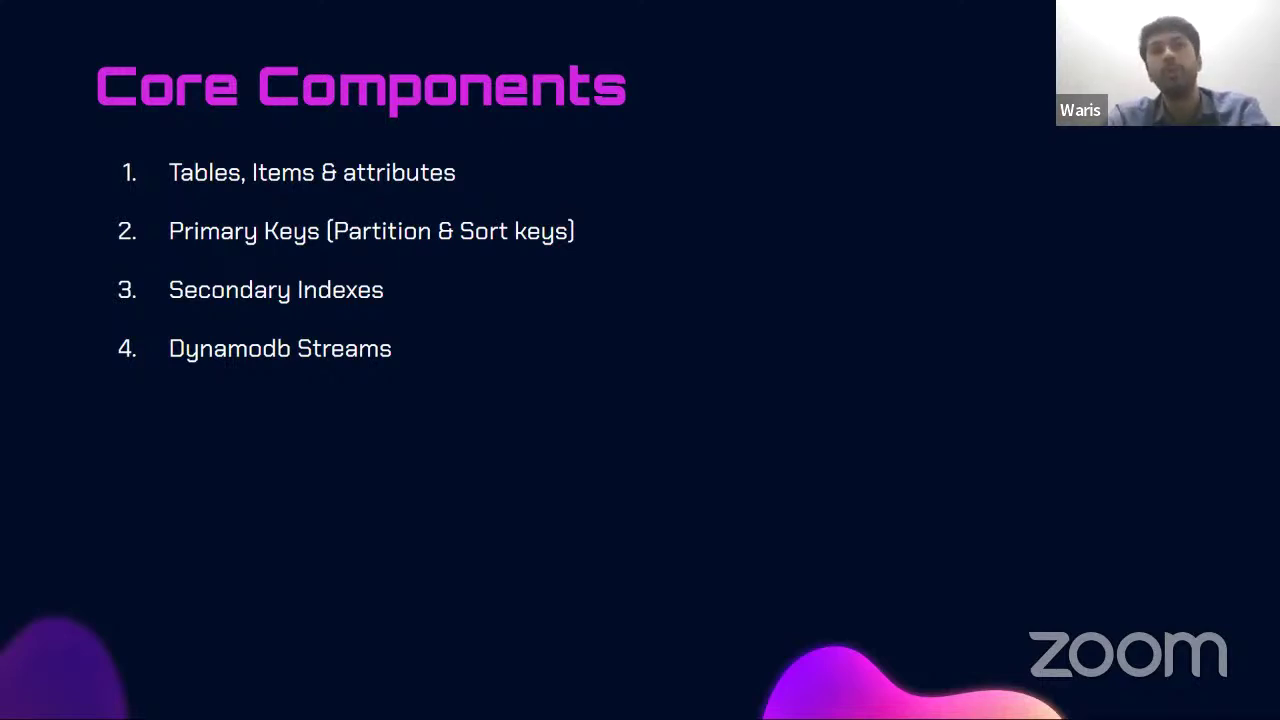 Core Components
Waris
1. Tables, Items & attributes
2. Primary Keys (Partition & Sort keys)
3. Secondary Indexes
4. Dynamodb Streams
zoom